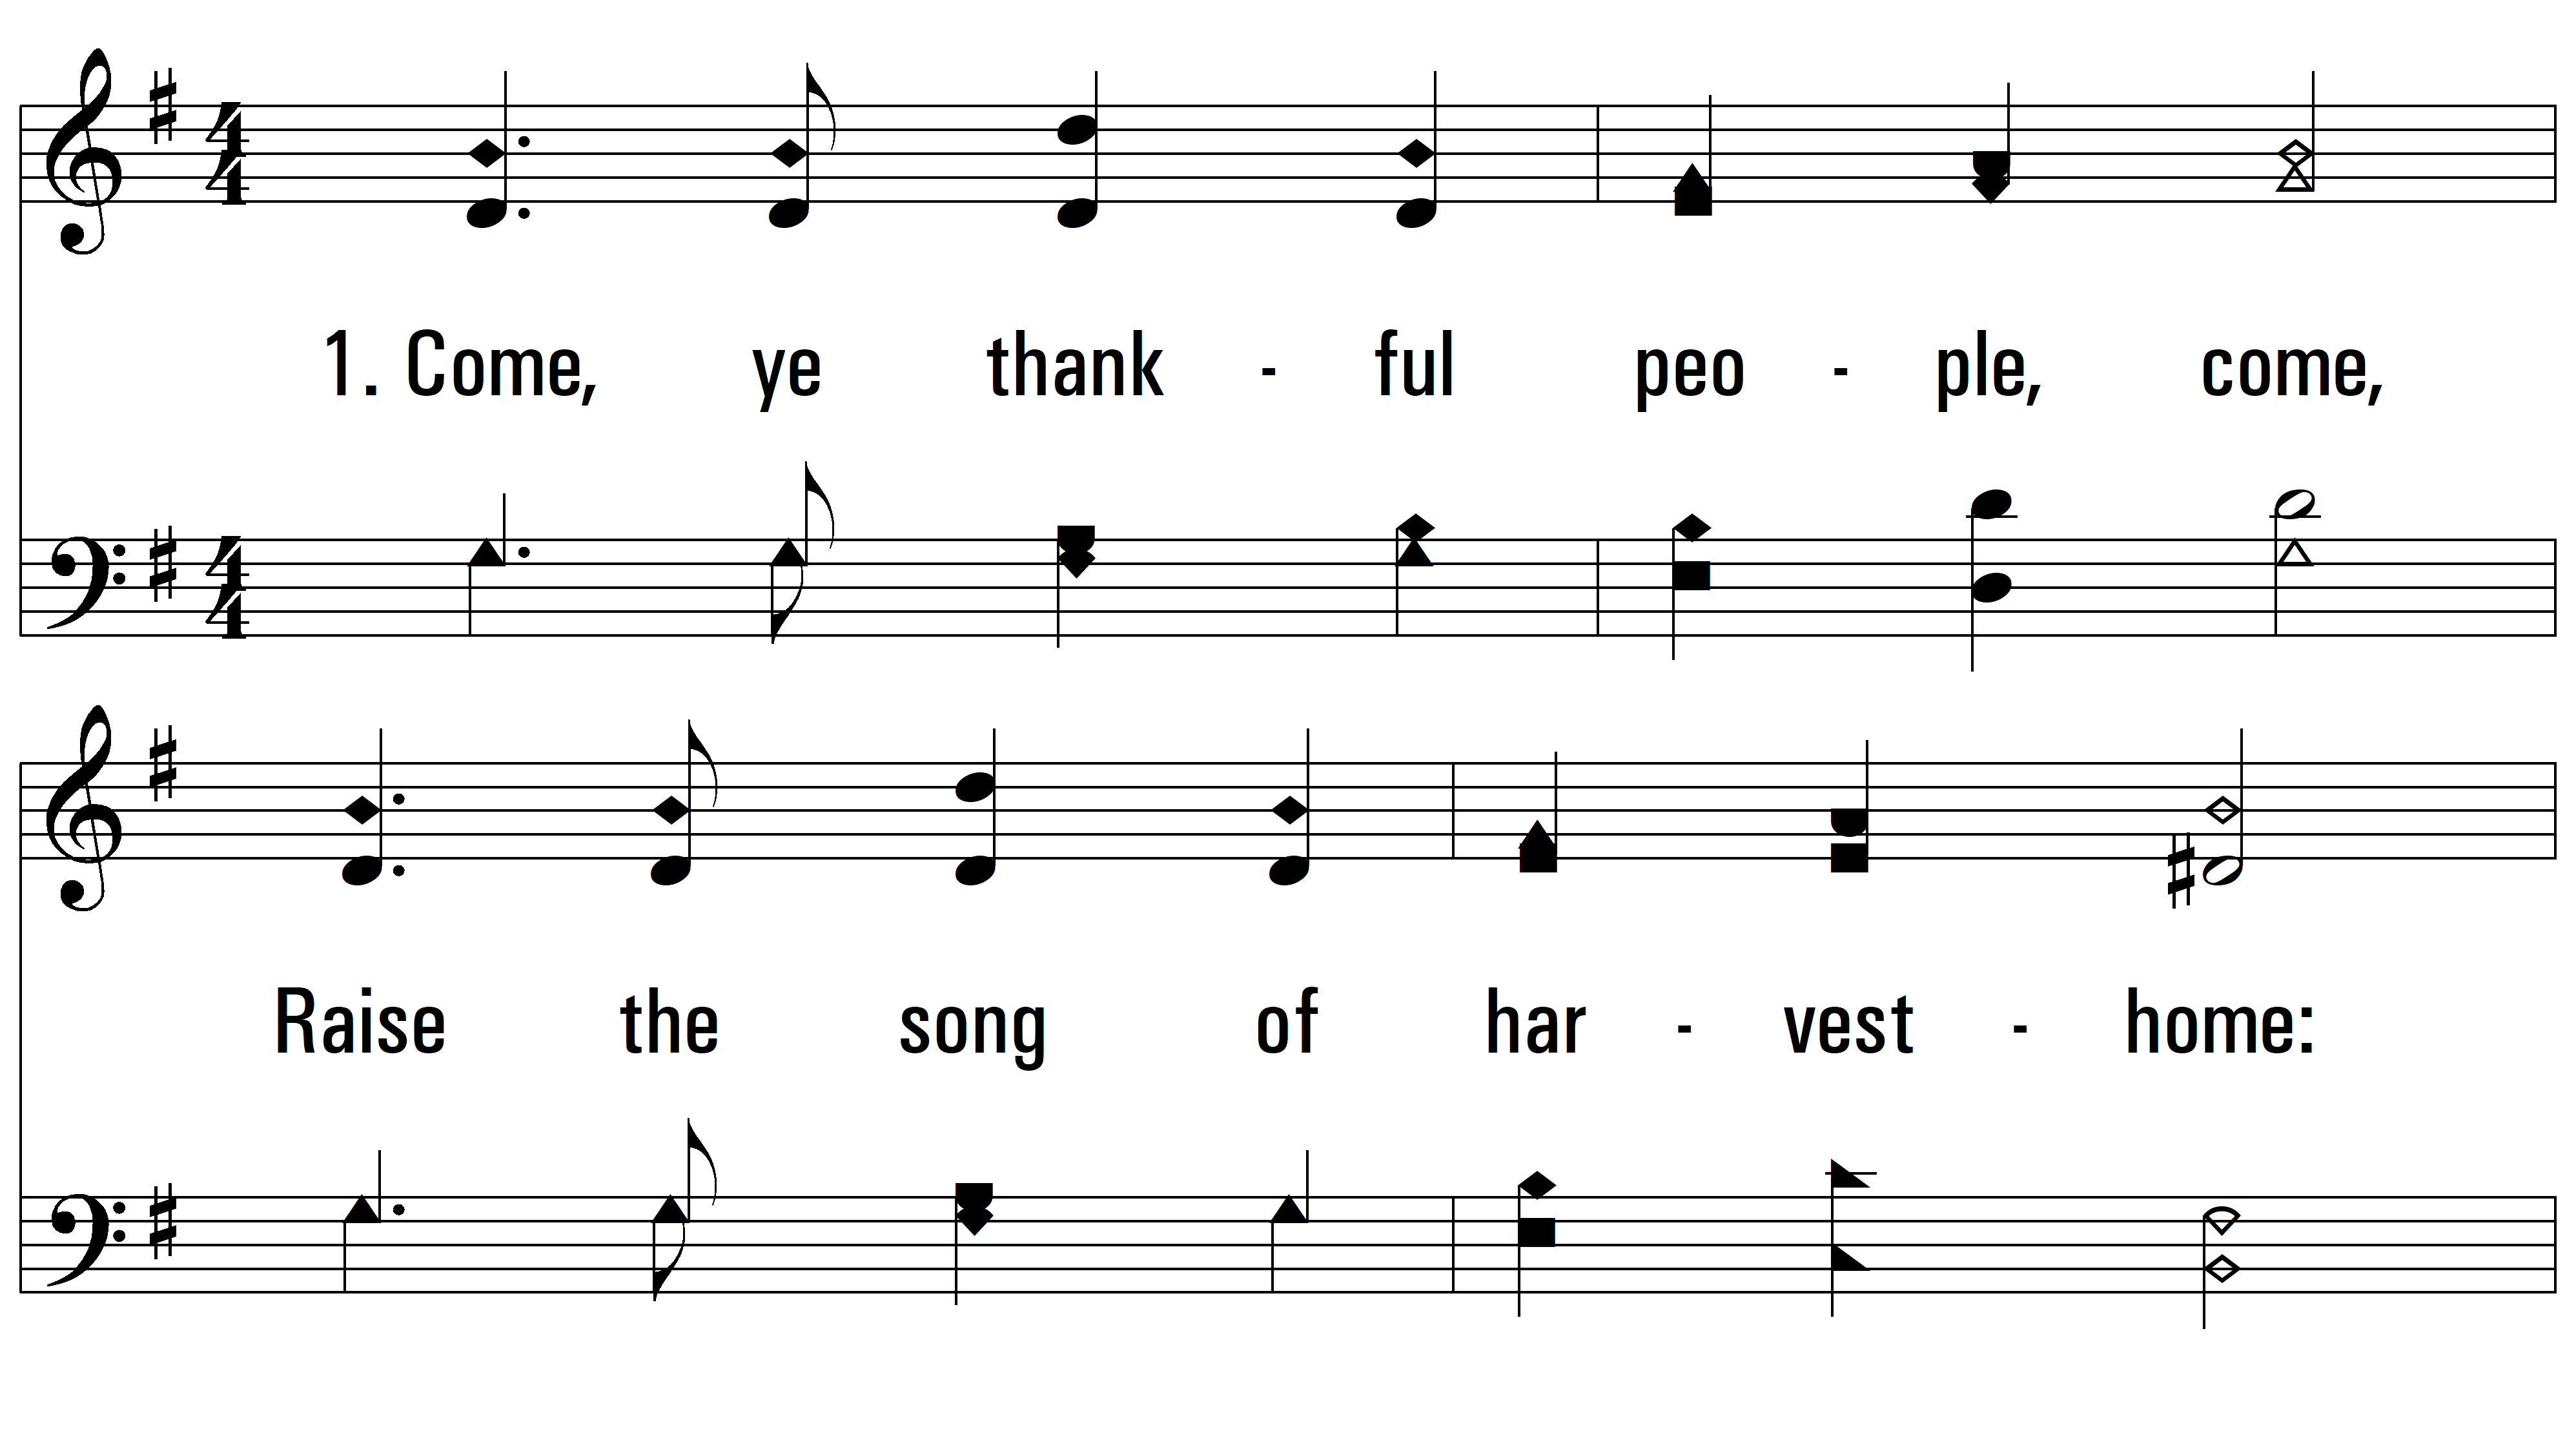 1. Come, ye thank - ful peo - ple, come,
Raise the song of har - vest - home: